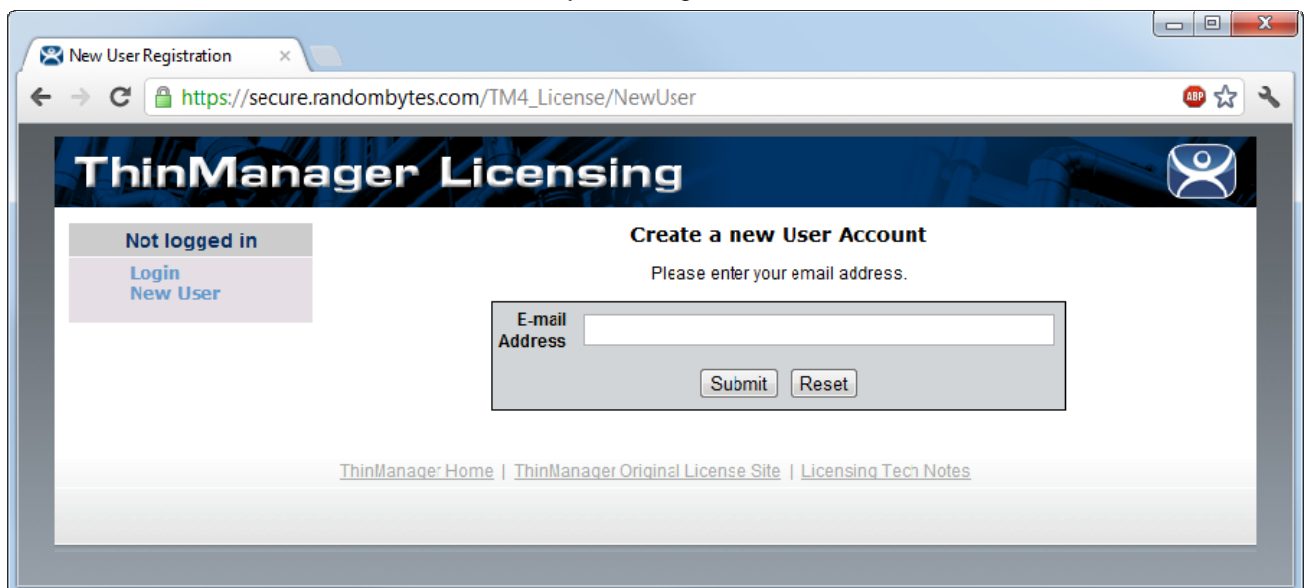 New User Registration
https://secure.randombytes.com/TM4_License/NewUser
ABP
ThinManager Licensing
Not logged in
Login
New User
Create a new User Account
Please enter your email address.
E-mail
Address
Submit Reset
ThinManager Home | ThinManager Original License Site | Licensing Tech Notes